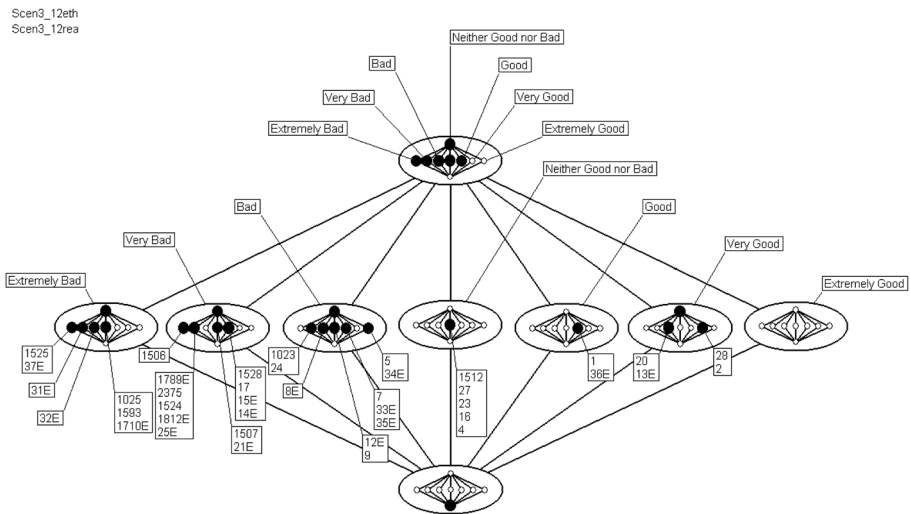 Scen3_12eth
Scen3_12rea
Neither Good nor Bad
Bad
Good
Very Bad
Very Good
Extremely Bad
Extremely Good
Neither Good nor Bad
Bad
Good
Very Bad
Very Good
Extremely Bad
Extremely Good
1525
37E
31E
32E
1025
1593
1710E
1506
1789E
2375
1524
1812E
25E
1528
17
15E
14E
1507
21E
1023
24
8E
12E
9
7
33E
35E
5
34E
1512
27
23
16
4
1
36E
20
13E
28
2